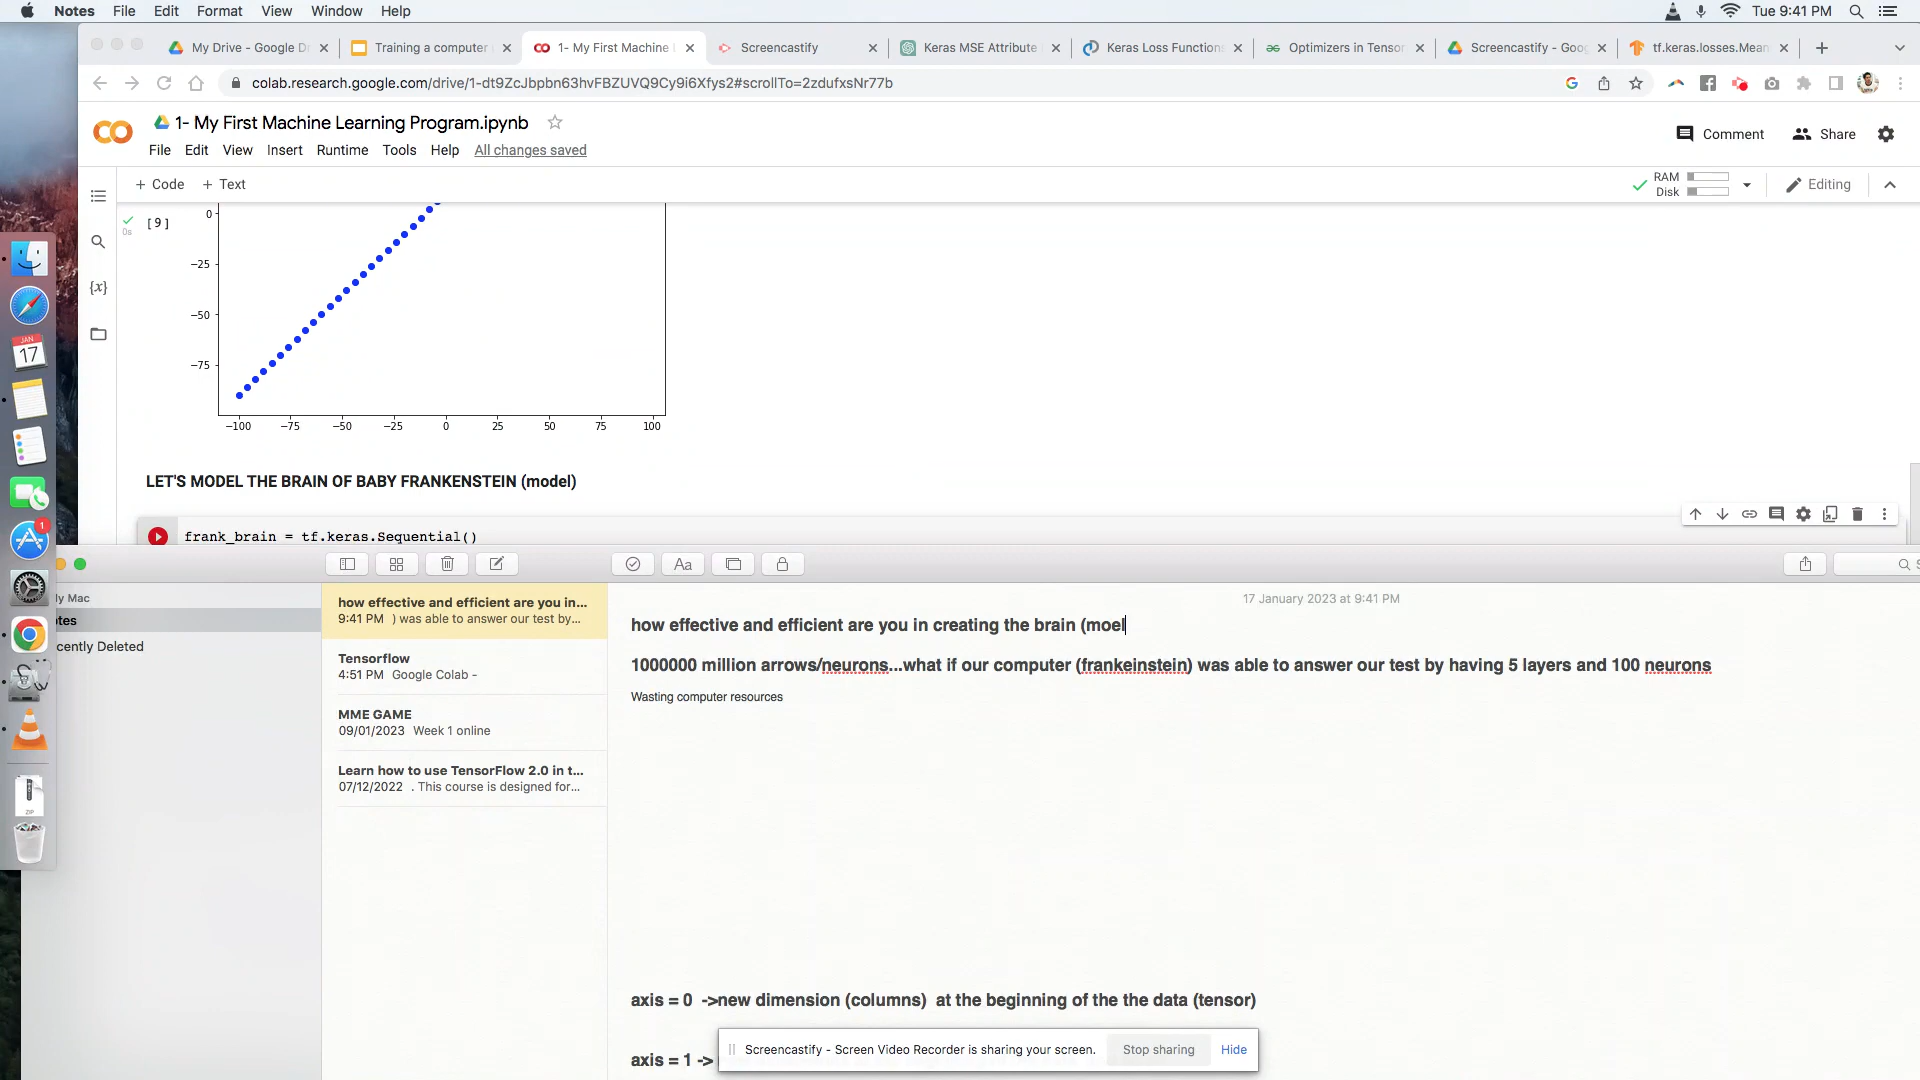 Notes File Edit Format View Window Help Tue 9:41 PM
My Drive - Google D Training a computer 1- My First Machine Screencastify Keras MSE Attribute Keras Loss Functions Optimizers in Tensor Screencastify - Goo tf.keras.losses.Mean
colab.research.google.com/drive/1-dt9ZcJbpbn63hvFBZUVQ9Cy9i6Xfys2#scrollTo=2zdufxsNr77b
1- My First Machine Learning Program.ipynb
Comment Share
File Edit View Insert Runtime Tools Help All changes saved
+ Code + Text
RAM
Disk
Editing
[9]
0s
{x}
0
−25
−50
−75
−100 −75 −50 −25 0 25 50 75 100
LET'S MODEL THE BRAIN OF BABY FRANKENSTEIN (model)
frank_brain = tf.keras.Sequential()
JAN
17
1
ZIP
Aa
ly Mac
tes
cently Deleted
how effective and efficient are you in...
9:41 PM ) was able to answer our test by...
Tensorflow
4:51 PM Google Colab -
MME GAME
09/01/2023 Week 1 online
Learn how to use TensorFlow 2.0 in t...
07/12/2022 . This course is designed for...
17 January 2023 at 9:41 PM
how effective and efficient are you in creating the brain (moel
1000000 million arrows/neurons...what if our computer (frankeinstein) was able to answer our test by having 5 layers and 100 neurons
Wasting computer resources
axis = 0 ->new dimension (columns) at the beginning of the the data (tensor)
axis = 1 ->
Screencastify - Screen Video Recorder is sharing your screen. Stop sharing Hide